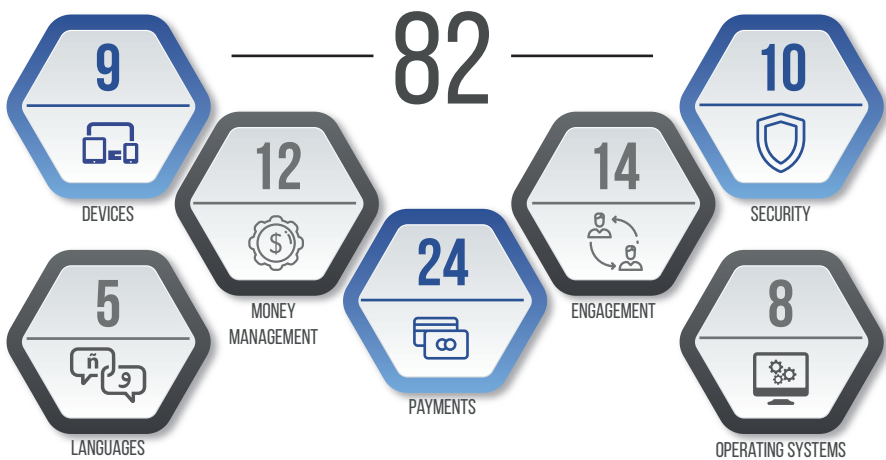 82
9
DEVICES
12
MONEY
MANAGEMENT
24
PAYMENTS
14
ENGAGEMENT
10
SECURITY
5
ñ و
LANGUAGES
8
OPERATING SYSTEMS
$